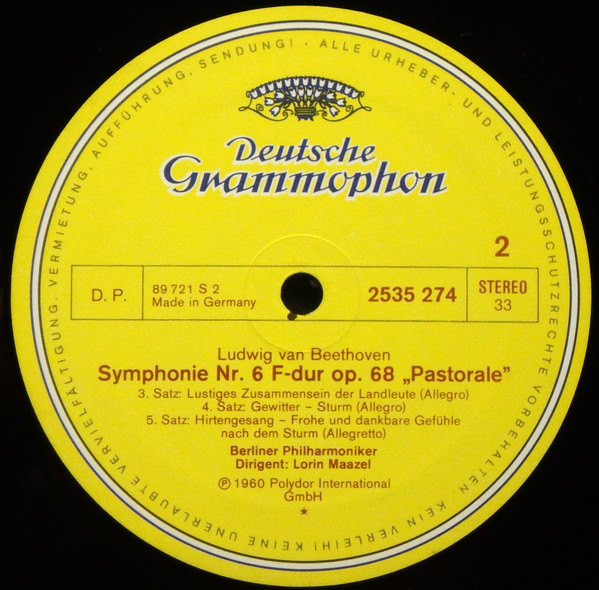 ALLE URHEBER- UND LEISTUNGSSCHUTZRECHTE VORBEHALTEN. KEIN VERLEIH! KEINE UNERLAUBTE VERVIELFÄLTIGUNG, VERMIETUNG, AUFFÜHRUNG, SENDUNG! ·
Deutsche
Grammophon
2
D. P.
89 721 S 2
Made in Germany
2535 274
STEREO
33
Ludwig van Beethoven
Symphonie Nr. 6 F-dur op. 68 „Pastorale”
3. Satz: Lustiges Zusammensein der Landleute (Allegro)
4. Satz: Gewitter – Sturm (Allegro)
5. Satz: Hirtengesang – Frohe und dankbare Gefühle
nach dem Sturm (Allegretto)
Berliner Philharmoniker
Dirigent: Lorin Maazel
Ⓟ 1960 Polydor International
GmbH
*